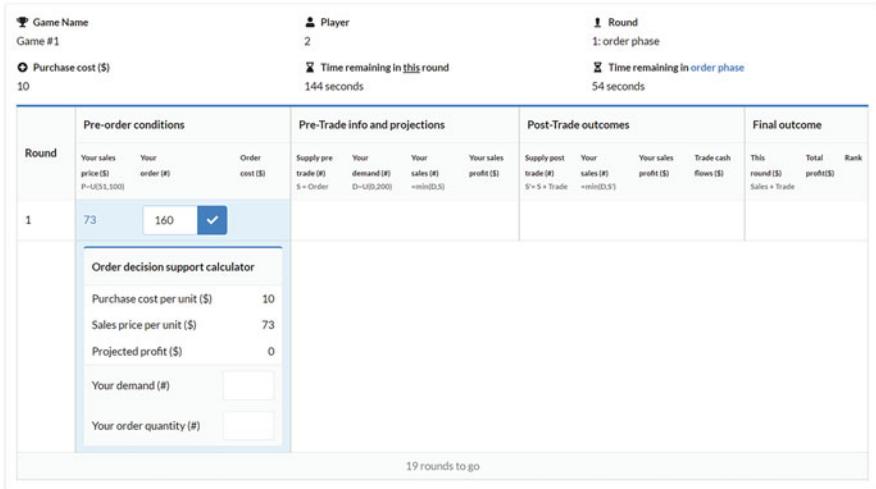 Game Name
Player
Round
Game #1
2
1: order phase
Purchase cost ($)
Time remaining in this round
Time remaining in order phase
10
144 seconds
54 seconds
Round
Pre-order conditions
Pre-Trade info and projections
Post-Trade outcomes
Final outcome
Your sales price ($) P~U(51,100)
Your order (#)
Order cost ($)
Supply pre trade (#) S = Order
Your demand (#) D~U(0,200)
Your sales (#) =min(D,S)
Your sales profit ($)
Supply post trade (#) S'= S + Trade
Your sales (#) =min(D,S')
Your sales profit ($)
Trade cash flows ($)
This round ($) Sales + Trade
Total profit($)
Rank
1
73
160
Order decision support calculator
Purchase cost per unit ($) 10
Sales price per unit ($) 73
Projected profit ($) 0
Your demand (#)
Your order quantity (#)
19 rounds to go